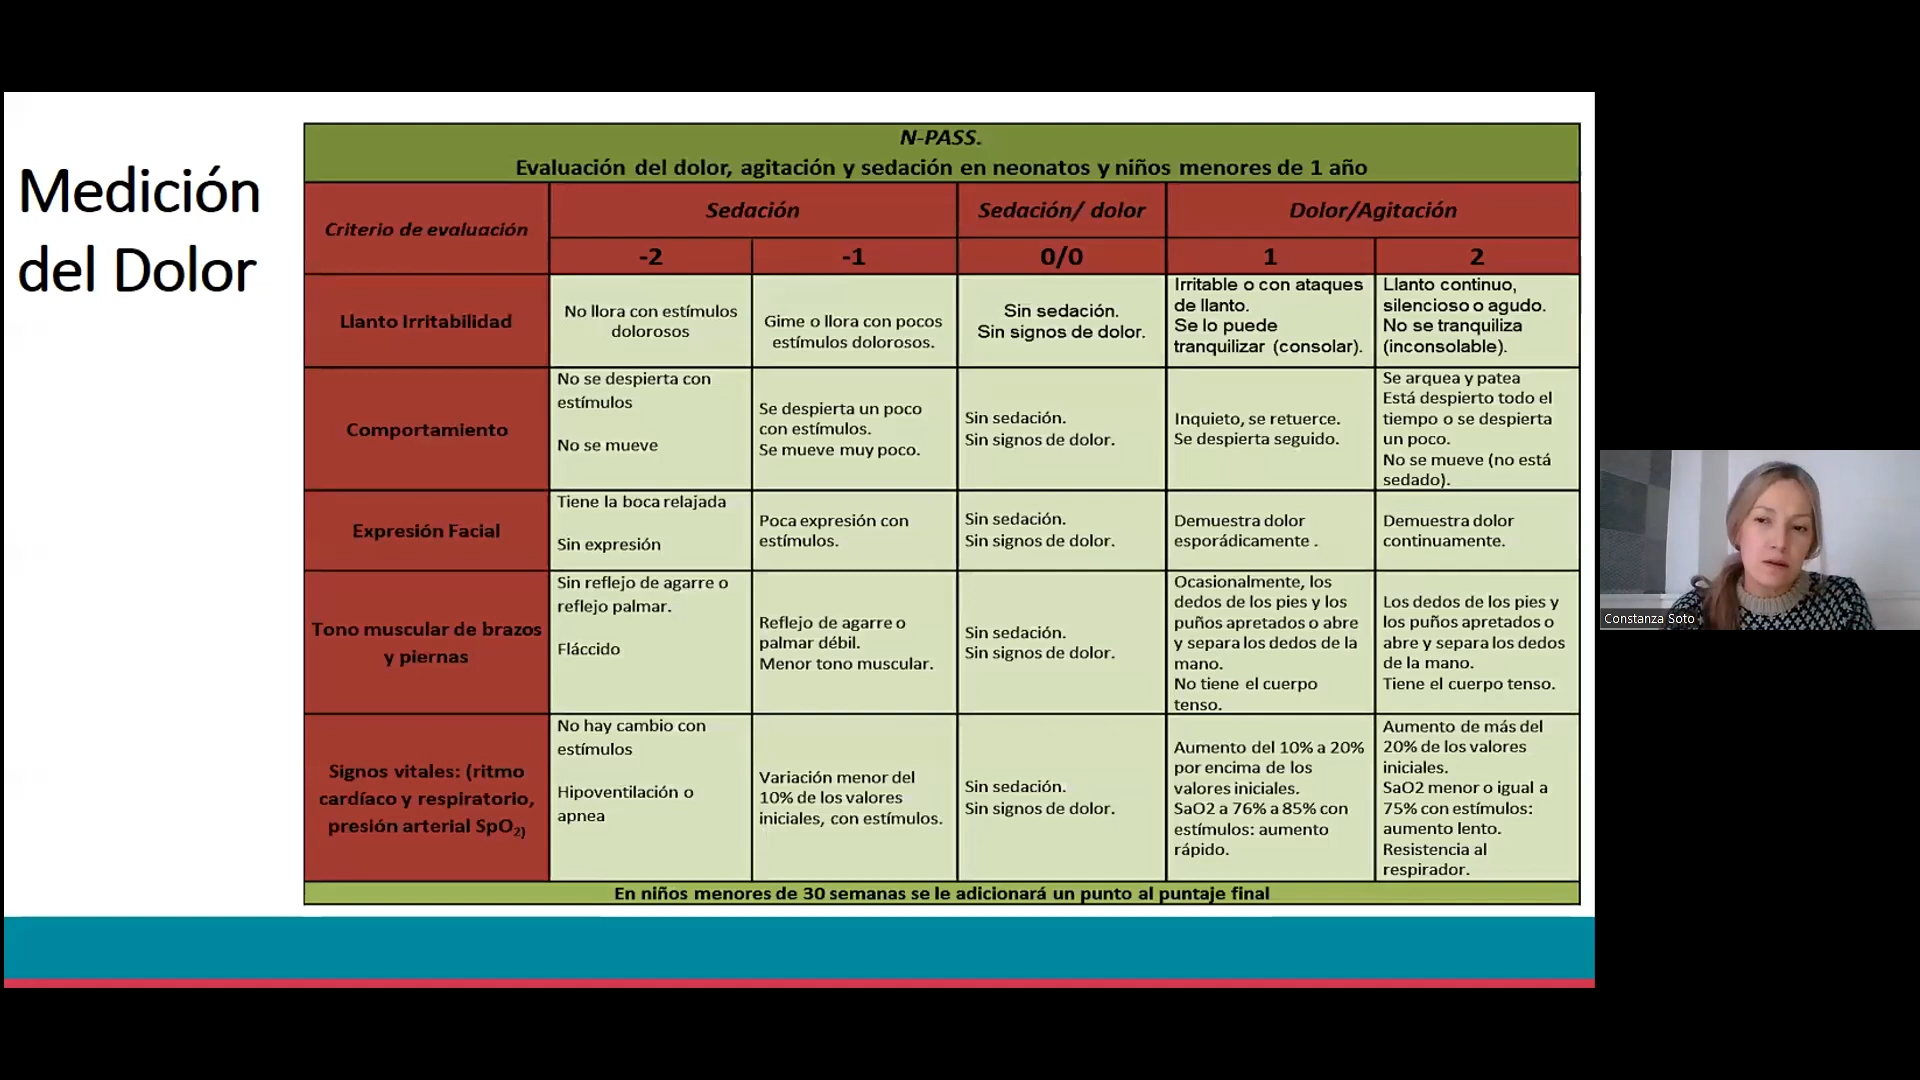 Medición
del Dolor
N-PASS.
Evaluación del dolor, agitación y sedación en neonatos y niños menores de 1 año
Criterio de evaluación
Sedación
Sedación/ dolor
Dolor/Agitación
-2
-1
0/0
1
2
Llanto Irritabilidad
No llora con estímulos
dolorosos
Gime o llora con pocos
estímulos dolorosos.
Sin sedación.
Sin signos de dolor.
Irritable o con ataques
de llanto.
Se lo puede
tranquilizar (consolar).
Llanto continuo,
silencioso o agudo.
No se tranquiliza
(inconsolable).
Comportamiento
No se despierta con
estímulos
No se mueve
Se despierta un poco
con estímulos.
Se mueve muy poco.
Sin sedación.
Sin signos de dolor.
Inquieto, se retuerce.
Se despierta seguido.
Se arquea y patea
Está despierto todo el
tiempo o se despierta
un poco.
No se mueve (no está
sedado).
Expresión Facial
Tiene la boca relajada
Sin expresión
Poca expresión con
estímulos.
Sin sedación.
Sin signos de dolor.
Demuestra dolor
esporádicamente .
Demuestra dolor
continuamente.
Tono muscular de brazos
y piernas
Sin reflejo de agarre o
reflejo palmar.
Fláccido
Reflejo de agarre o
palmar débil.
Menor tono muscular.
Sin sedación.
Sin signos de dolor.
Ocasionalmente, los
dedos de los pies y los
puños apretados o abre
y separa los dedos de la
mano.
No tiene el cuerpo
tenso.
Los dedos de los pies y
los puños apretados o
abre y separa los dedos
de la mano.
Tiene el cuerpo tenso.
Signos vitales: (ritmo
cardíaco y respiratorio,
presión arterial SpO₂)
No hay cambio con
estímulos
Hipoventilación o
apnea
Variación menor del
10% de los valores
iniciales, con estímulos.
Sin sedación.
Sin signos de dolor.
Aumento del 10% a 20%
por encima de los
valores iniciales.
SaO2 a 76% a 85% con
estímulos: aumento
rápido.
Aumento de más del
20% de los valores
iniciales.
SaO2 menor o igual a
75% con estímulos:
aumento lento.
Resistencia al
respirador.
En niños menores de 30 semanas se le adicionará un punto al puntaje final
Constanza Soto